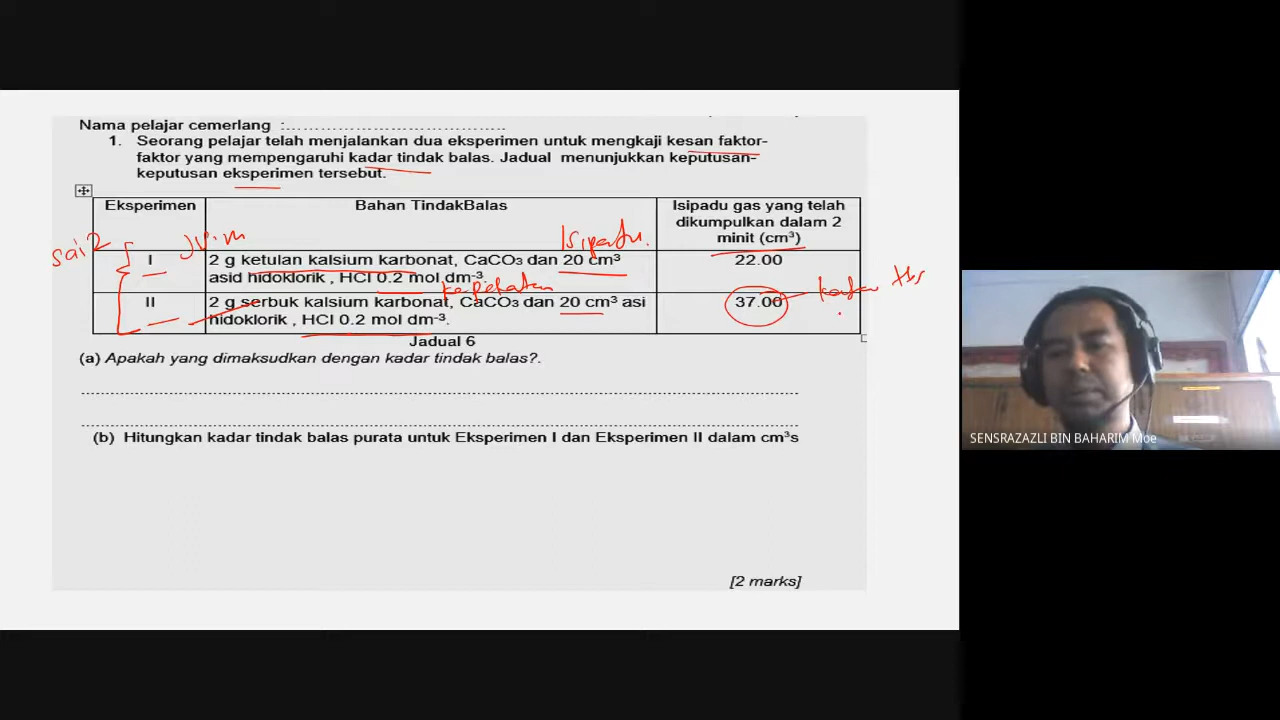 Nama pelajar cemerlang :..........................................
1. Seorang pelajar telah menjalankan dua eksperimen untuk mengkaji kesan faktor-
faktor yang mempengaruhi kadar tindak balas. Jadual menunjukkan keputusan-
keputusan eksperimen tersebut.
Eksperimen
Bahan TindakBalas
Isipadu gas yang telah
dikumpulkan dalam 2
minit (cm³)
saiz
Isipadu.
I
2 g ketulan kalsium karbonat, CaCO₃ dan 20 cm³
asid hidoklorik , HCl 0.2 mol dm-³.
22.00
kepekatan
II
2 g serbuk kalsium karbonat, CaCO₃ dan 20 cm³ asi
hidoklorik , HCl 0.2 mol dm-³.
37.00
Jadual 6
(a) Apakah yang dimaksudkan dengan kadar tindak balas?.
(b) Hitungkan kadar tindak balas purata untuk Eksperimen I dan Eksperimen II dalam cm³s
[2 marks]
SENSRAZAZLI BIN BAHARIM Moe